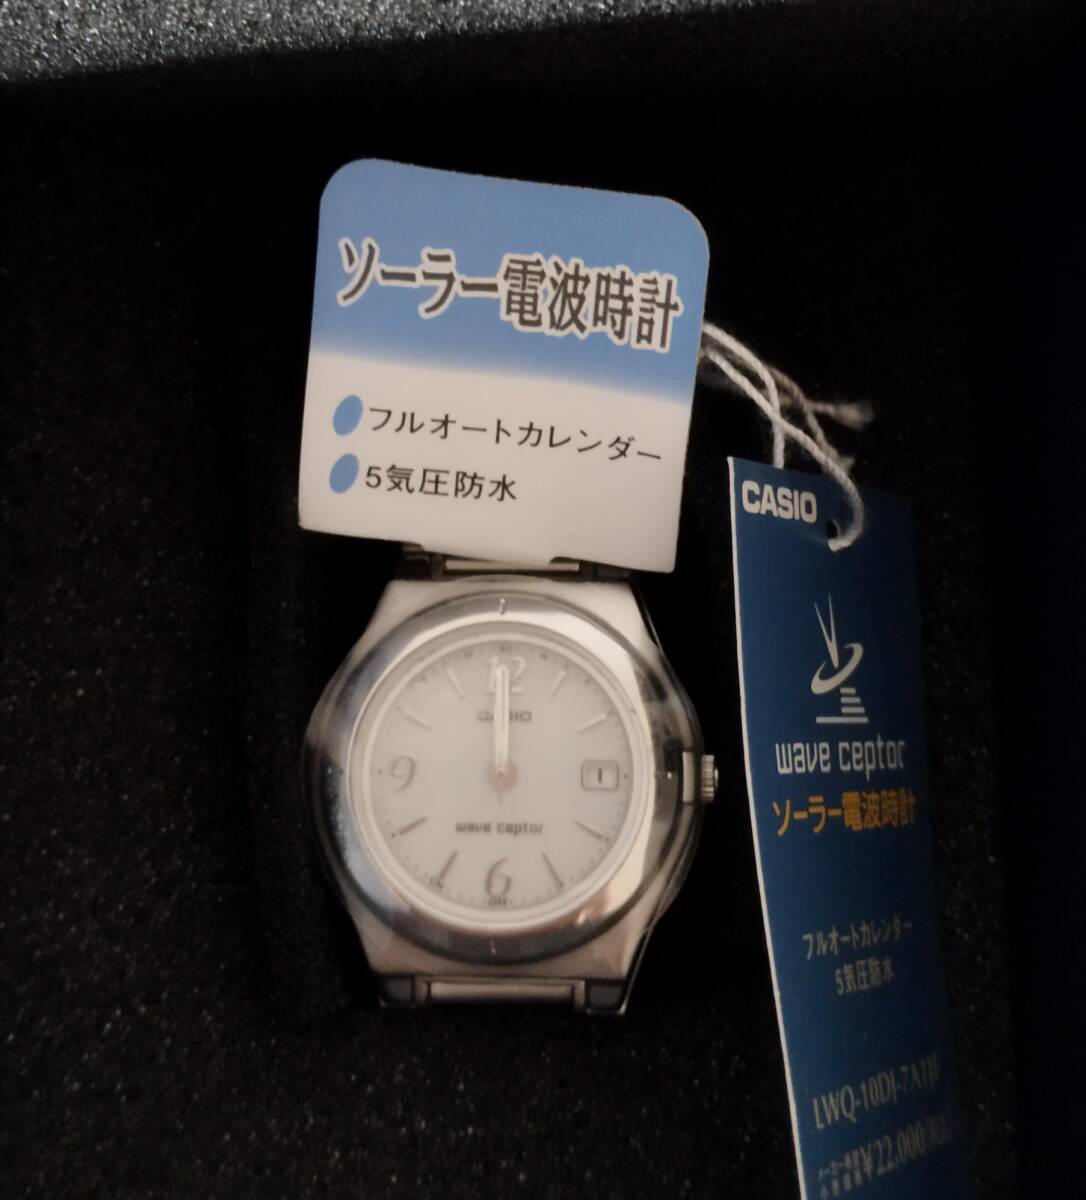 ソーラー電波時計
フルオートカレンダー
5気圧防水
CASIO
wave ceptor
ソーラー電波時計
フルオートカレンダー
5気圧防水
LWQ-10DJ-7A1JF
¥22,000
12
CASIO
9
1
wave ceptor
6